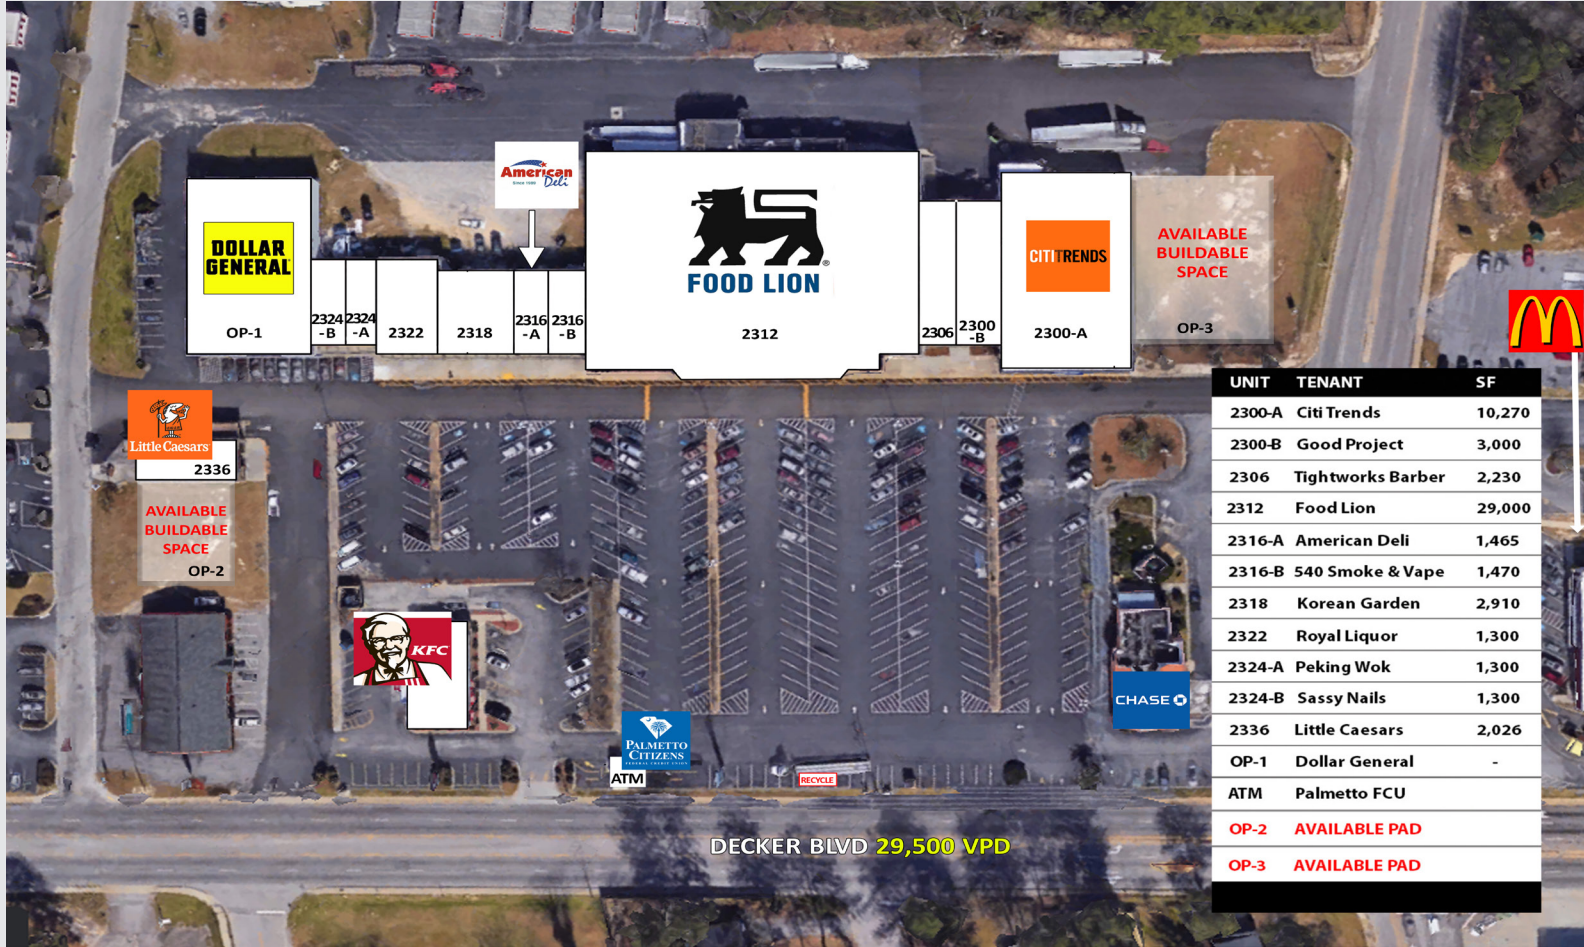 American
Since 1989
Deli
DOLLAR
GENERAL
OP-1
2324
-B
2324
-A
2322
2318
2316
-A
2316
-B
FOOD LION
2312
2306
2300
-B
CITITRENDS
2300-A
AVAILABLE
BUILDABLE
SPACE
OP-3
Little Caesars
2336
AVAILABLE
BUILDABLE
SPACE
OP-2
KFC
CHASE
PALMETTO
CITIZENS
FEDERAL CREDIT UNION
ATM
RECYCLE
DECKER BLVD 29,500 VPD
UNIT TENANT SF
2300-A Citi Trends 10,270
2300-B Good Project 3,000
2306 Tightworks Barber 2,230
2312 Food Lion 29,000
2316-A American Deli 1,465
2316-B 540 Smoke & Vape 1,470
2318 Korean Garden 2,910
2322 Royal Liquor 1,300
2324-A Peking Wok 1,300
2324-B Sassy Nails 1,300
2336 Little Caesars 2,026
OP-1 Dollar General -
ATM Palmetto FCU
OP-2 AVAILABLE PAD
OP-3 AVAILABLE PAD